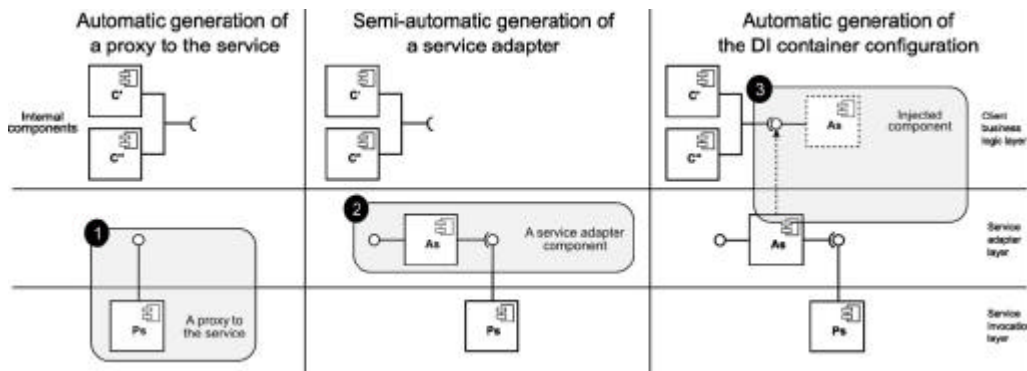 Automatic generation of
a proxy to the service
Semi-automatic generation of
a service adapter
Automatic generation of
the DI container configuration
Internal
components
C'
C"
C'
C"
C'
C"
3
As
Injected
component
Client
business
logic layer
1
2
As
A service adapter
component
As
Service
adapter
layer
Ps
A proxy to
the service
Ps
Ps
Service
invocation
layer